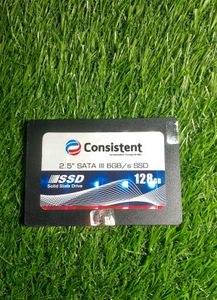 Consistent
2.5" SATA III 6GB/s SSD
SSD
Solid State Drive
128GB